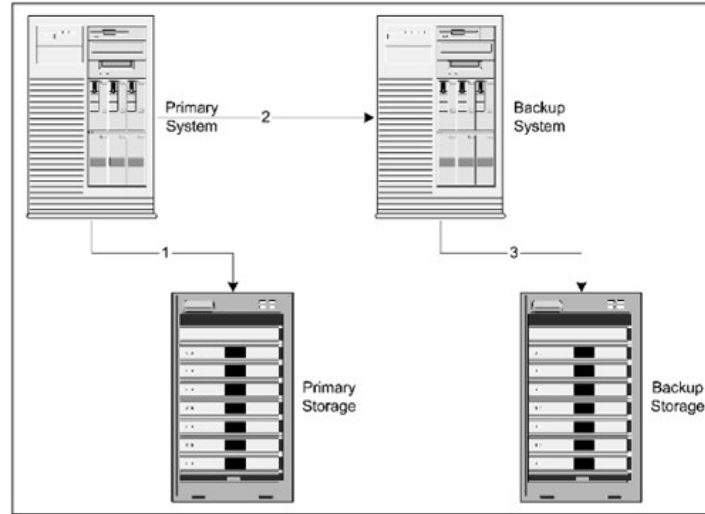 Primary
System
2
Backup
System
1
3
Primary
Storage
Backup
Storage